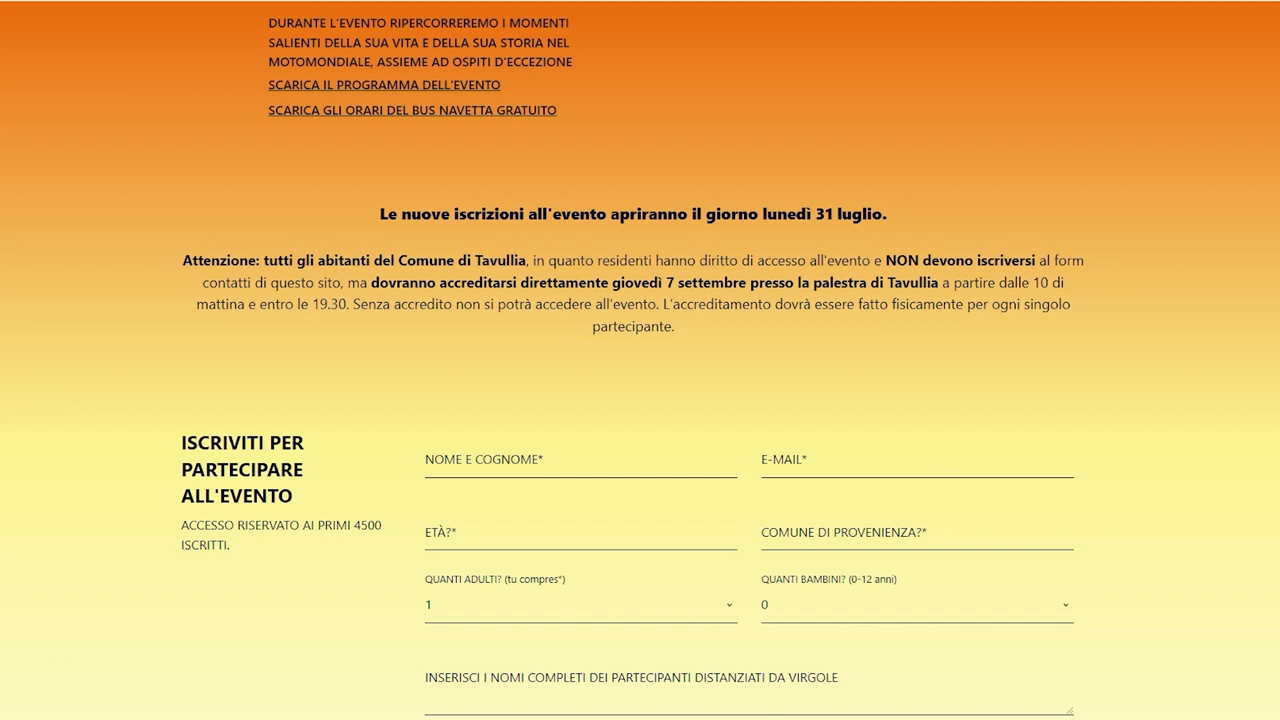 DURANTE L'EVENTO RIPERCORREREMO I MOMENTI
SALIENTI DELLA SUA VITA E DELLA SUA STORIA NEL
MOTOMONDIALE, ASSIEME AD OSPITI D'ECCEZIONE
SCARICA IL PROGRAMMA DELL'EVENTO
SCARICA GLI ORARI DEL BUS NAVETTA GRATUITO
Le nuove iscrizioni all'evento apriranno il giorno lunedì 31 luglio.
Attenzione: tutti gli abitanti del Comune di Tavullia, in quanto residenti hanno diritto di accesso all'evento e NON devono iscriversi al form
contatti di questo sito, ma dovranno accreditarsi direttamente giovedì 7 settembre presso la palestra di Tavullia a partire dalle 10 di
mattina e entro le 19.30. Senza accredito non si potrà accedere all'evento. L'accreditamento dovrà essere fatto fisicamente per ogni singolo
partecipante.
ISCRIVITI PER
PARTECIPARE
ALL'EVENTO
ACCESSO RISERVATO AI PRIMI 4500
ISCRITTI.
NOME E COGNOME*
E-MAIL*
ETÀ?*
COMUNE DI PROVENIENZA?*
QUANTI ADULTI? (tu compres*)
QUANTI BAMBINI? (0-12 anni)
1
0
INSERISCI I NOMI COMPLETI DEI PARTECIPANTI DISTANZIATI DA VIRGOLE